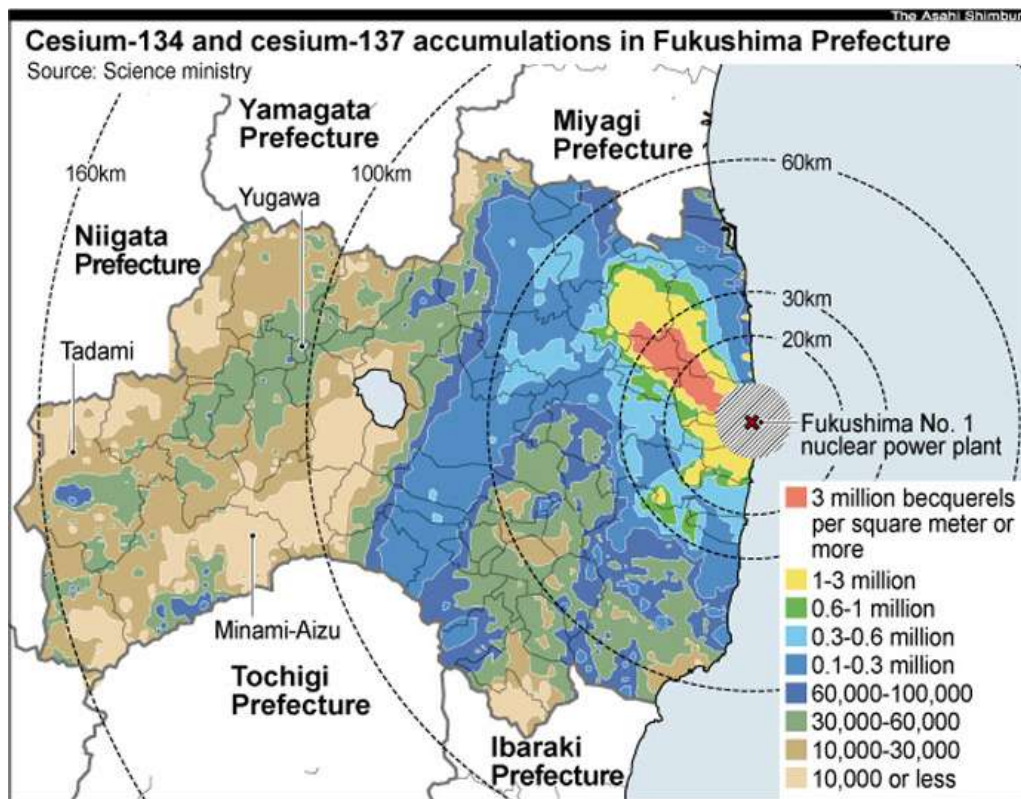 The Asahi Shimbun
Cesium-134 and cesium-137 accumulations in Fukushima Prefecture
Source: Science ministry
Yamagata
Prefecture
Miyagi
Prefecture
160km
100km
60km
Yugawa
Niigata
Prefecture
30km
20km
Tadami
Fukushima No. 1
nuclear power plant
Minami-Aizu
Tochigi
Prefecture
Ibaraki
Prefecture
3 million becquerels
per square meter or
more
1-3 million
0.6-1 million
0.3-0.6 million
0.1-0.3 million
60,000-100,000
30,000-60,000
10,000-30,000
10,000 or less